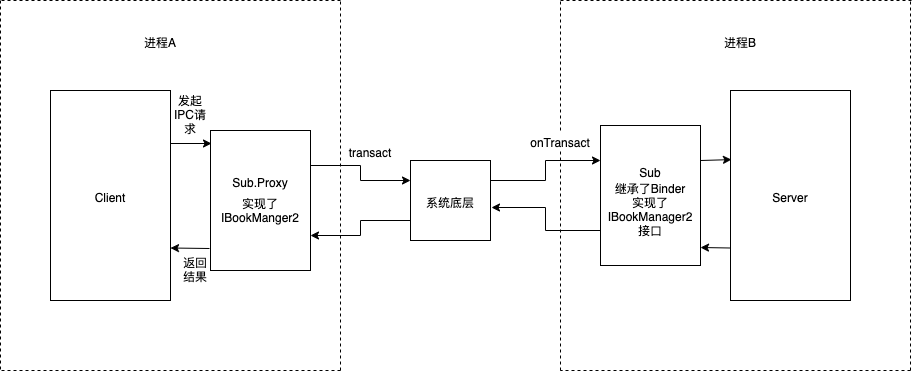 进程A
进程B
发起
IPC请
求
Client
Sub.Proxy
实现了
IBookManger2
返回
结果
transact
系统底层
onTransact
Sub
继承了Binder
实现了
IBookManager2
接口
Server